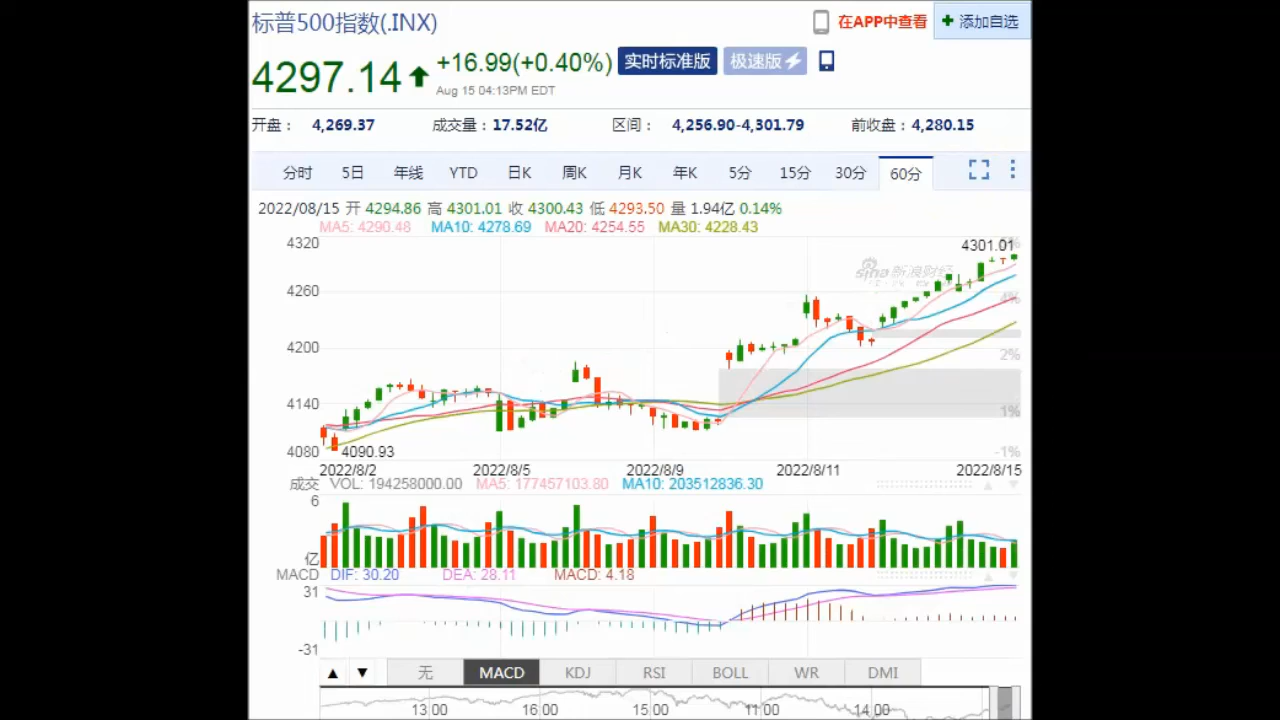 标普500指数(.INX)
在APP中查看
+ 添加自选
4297.14
+16.99(+0.40%)
实时标准版
极速版
Aug 15 04:13PM EDT
开盘： 4,269.37 成交量：17.52亿 区间： 4,256.90-4,301.79 前收盘：4,280.15
分时 5日 年线 YTD 日K 周K 月K 年K 5分 15分 30分 60分
2022/08/15 开 4294.86 高 4301.01 收 4300.43 低 4293.50 量 1.94亿 0.14%
MA5: 4290.48 MA10: 4278.69 MA20: 4254.55 MA30: 4228.43
4320
4301.01
sina 新浪财经
4260
4%
4200
2%
4140
1%
4080
4090.93
-1%
2022/8/2 2022/8/5 2022/8/9 2022/8/11 2022/8/15
成交 VOL: 194258000.00 MA5: 177457103.80 MA10: 203512836.30
6
亿
MACD DIF: 30.20 DEA: 28.11 MACD: 4.18
31
-31
▲ ▼ 无 MACD KDJ RSI BOLL WR DMI
13:00 16:00 15:00 11:00 14:00